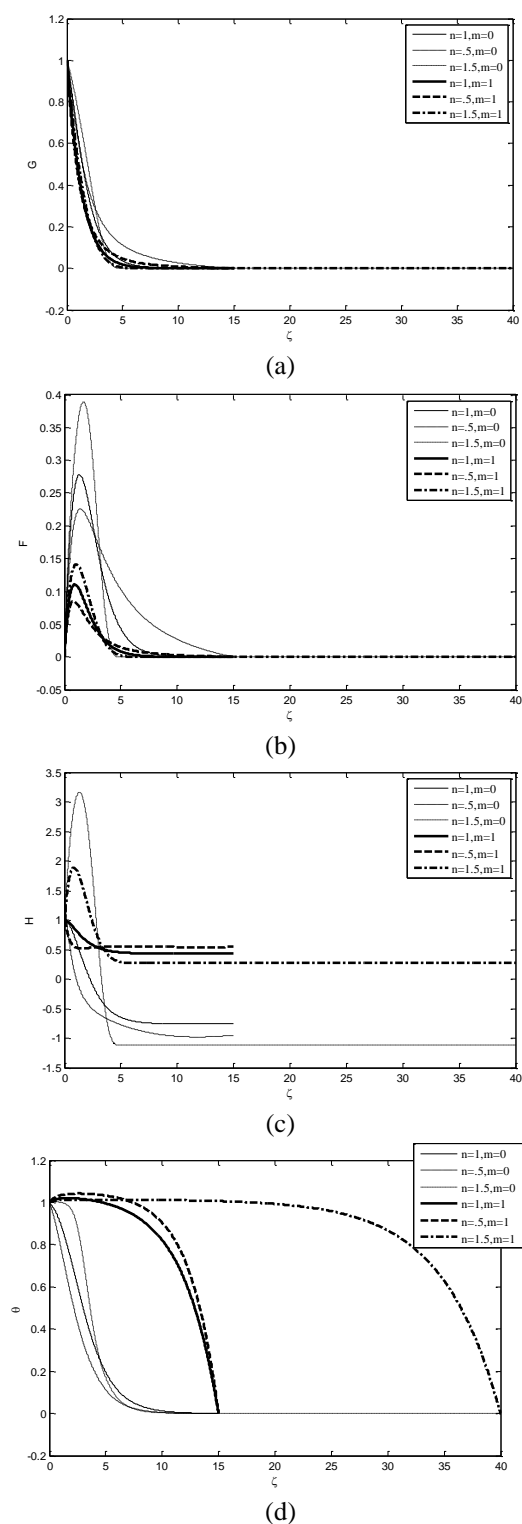 n=1,m=0
n=.5,m=0
n=1.5,m=0
n=1,m=1
n=.5,m=1
n=1.5,m=1
1.2
1
0.8
0.6
0.4
0.2
0
-0.2
G
0 5 10 15 20 25 30 35 40
ζ
(a)
n=1,m=0
n=.5,m=0
n=1.5,m=0
n=1,m=1
n=.5,m=1
n=1.5,m=1
0.4
0.35
0.3
0.25
0.2
0.15
0.1
0.05
0
-0.05
F
0 5 10 15 20 25 30 35 40
ζ
(b)
n=1,m=0
n=.5,m=0
n=1.5,m=0
n=1,m=1
n=.5,m=1
n=1.5,m=1
3.5
3
2.5
2
1.5
1
0.5
0
-0.5
-1
-1.5
H
0 5 10 15 20 25 30 35 40
ζ
(c)
n=1,m=0
n=.5,m=0
n=1.5,m=0
n=1,m=1
n=.5,m=1
n=1.5,m=1
1.2
1
0.8
0.6
0.4
0.2
0
-0.2
θ
0 5 10 15 20 25 30 35 40
ζ
(d)